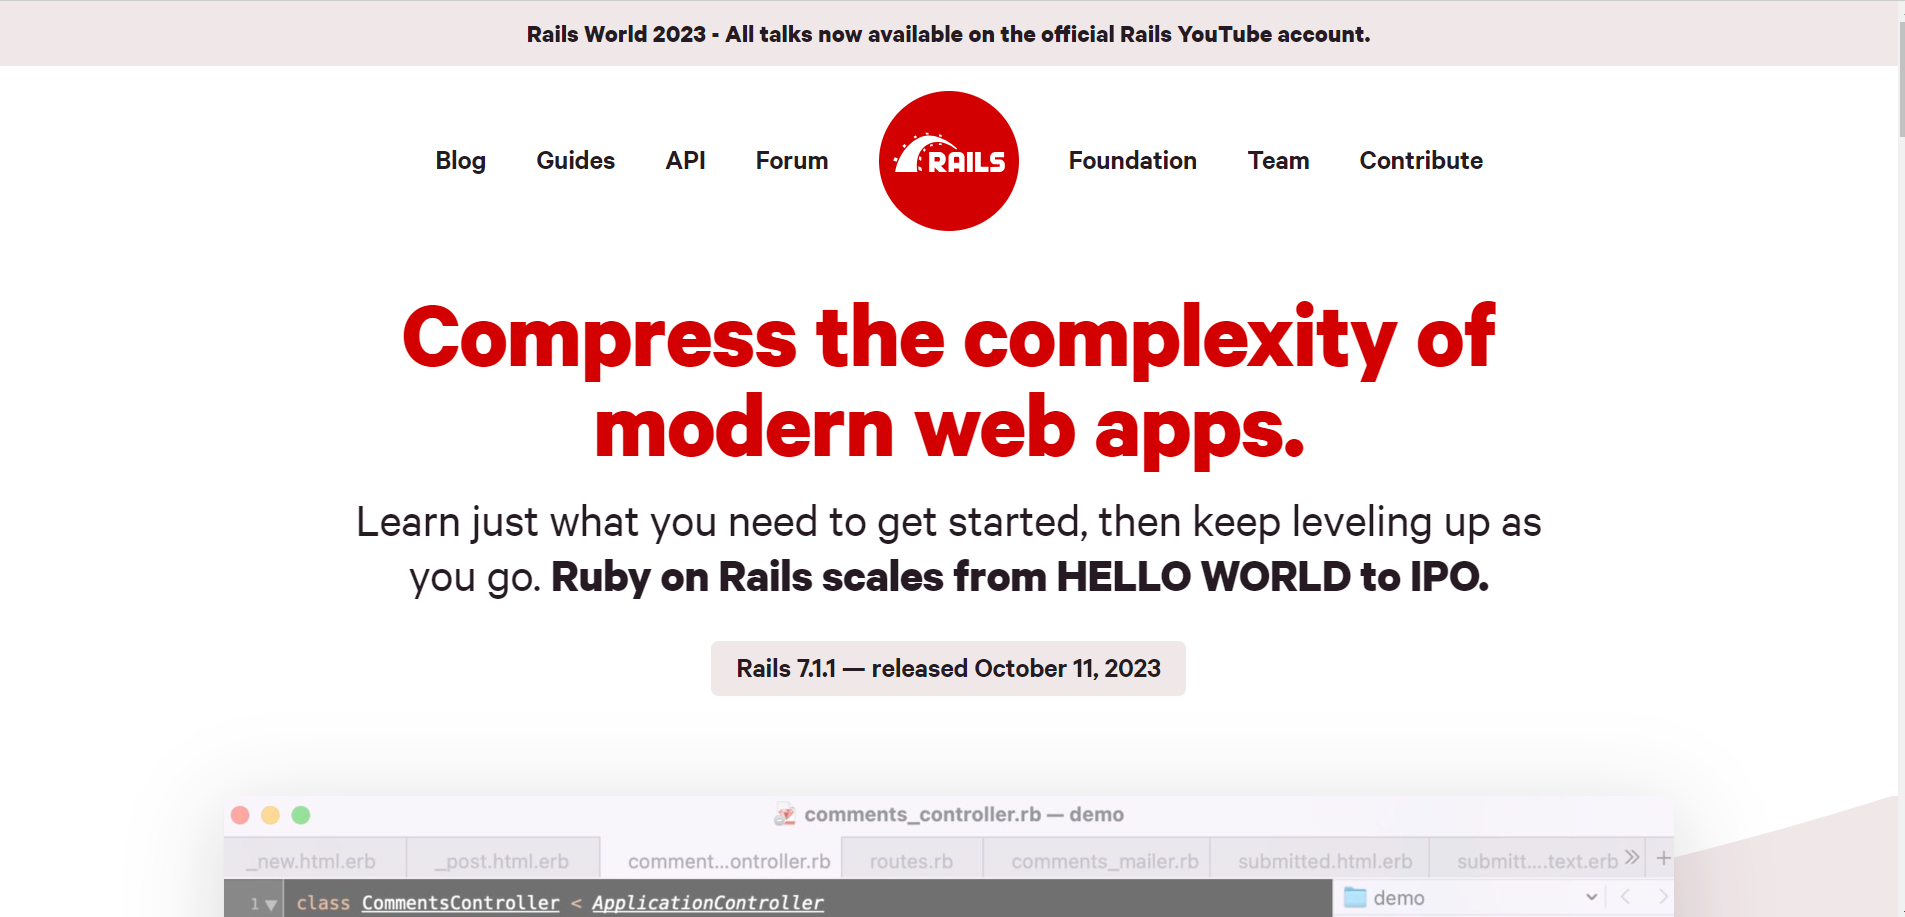 Rails World 2023 - All talks now available on the official Rails YouTube account.
Blog Guides API Forum RAILS Foundation Team Contribute
Compress the complexity of
modern web apps.
Learn just what you need to get started, then keep leveling up as
you go. Ruby on Rails scales from HELLO WORLD to IPO.
Rails 7.1.1 — released October 11, 2023
comments_controller.rb — demo
_new.html.erb _post.html.erb comment...ontroller.rb routes.rb comments_mailer.rb submitted.html.erb submitt....text.erb
1 class CommentsController < ApplicationController demo